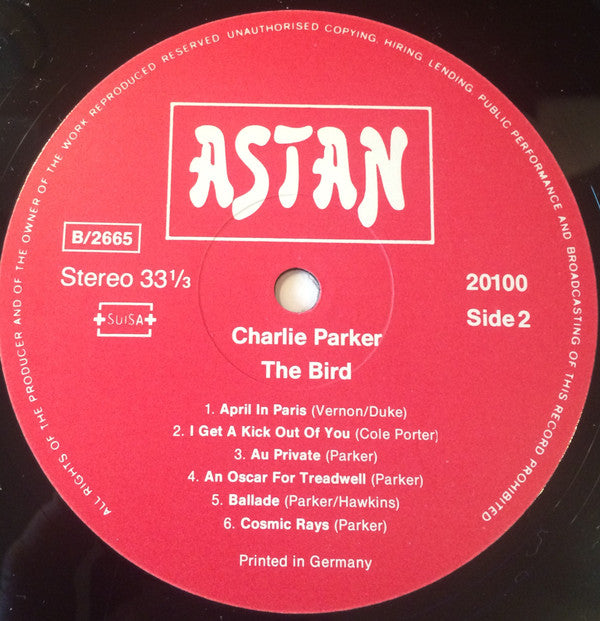 ALL RIGHTS OF THE PRODUCER AND OF THE OWNER OF THE WORK REPRODUCED RESERVED UNAUTHORISED COPYING, HIRING, LENDING, PUBLIC PERFORMANCE AND BROADCASTING OF THIS RECORD PROHIBITED
ASTAN
B/2665
Stereo 33⅓
20100
SUISA
Side 2
Charlie Parker
The Bird
1. April In Paris (Vernon/Duke)
2. I Get A Kick Out Of You (Cole Porter)
3. Au Private (Parker)
4. An Oscar For Treadwell (Parker)
5. Ballade (Parker/Hawkins)
6. Cosmic Rays (Parker)
Printed in Germany